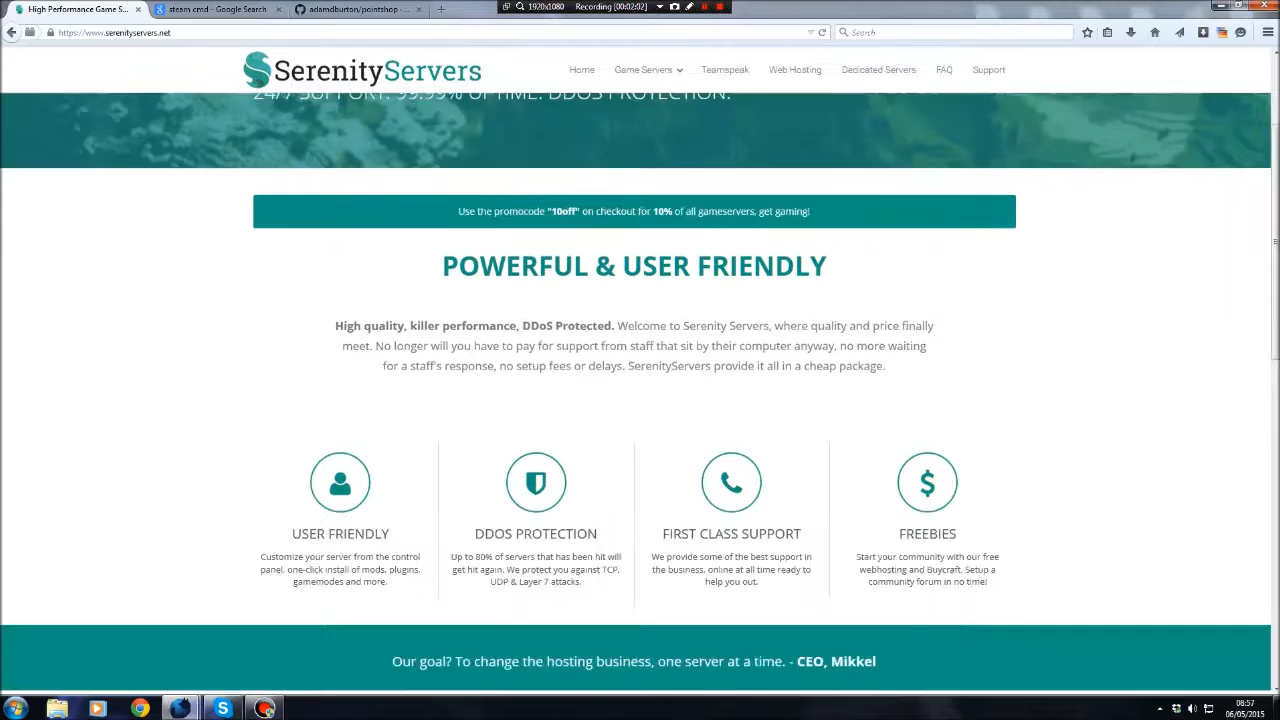 High Performance Game S...
steam cmd - Google Search
adamdburton/pointshop · ...
1920x1080
Recording [00:02:02]
https://www.serenityservers.net
Search
SerenityServers
Home
Game Servers
Teamspeak
Web Hosting
Dedicated Servers
FAQ
Support
24/7 SUPPORT. 99.99% UPTIME. DDOS PROTECTION.
Use the promocode "10off" on checkout for 10% of all gameservers, get gaming!
POWERFUL & USER FRIENDLY
High quality, killer performance, DDoS Protected. Welcome to Serenity Servers, where quality and price finally
meet. No longer will you have to pay for support from staff that sit by their computer anyway, no more waiting
for a staff's response, no setup fees or delays. SerenityServers provide it all in a cheap package.
USER FRIENDLY
Customize your server from the control
panel, one-click install of mods, plugins,
gamemodes and more.
DDOS PROTECTION
Up to 80% of servers that has been hit will
get hit again. We protect you against TCP,
UDP & Layer 7 attacks.
FIRST CLASS SUPPORT
We provide some of the best support in
the business, online at all time ready to
help you out.
FREEBIES
Start your community with our free
webhosting and Buycraft. Setup a
community forum in no time!
Our goal? To change the hosting business, one server at a time. - CEO, Mikkel
08:57
06/05/2015